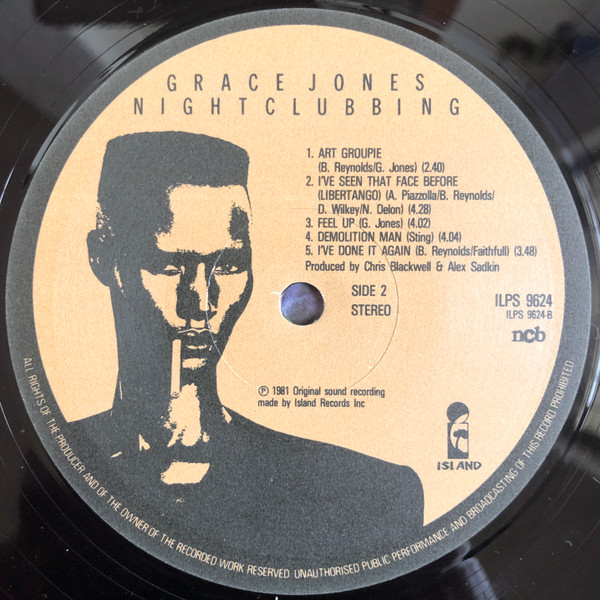 GRACE JONES
NIGHTCLUBBING
1. ART GROUPIE
(B. Reynolds/G. Jones) (2.40)
2. I'VE SEEN THAT FACE BEFORE
(LIBERTANGO) (A. Piazzolla/B. Reynolds/
D. Wilkey/N. Delon) (4.28)
3. FEEL UP (G. Jones) (4.02)
4. DEMOLITION MAN (Sting) (4.04)
5. I'VE DONE IT AGAIN (B. Reynolds/Faithfull) (3.48)
Produced by Chris Blackwell & Alex Sadkin
SIDE 2
STEREO
ILPS 9624
ILPS 9624-B
ncb
Ⓟ 1981 Original sound recording
made by Island Records Inc
ISLAND
ALL RIGHTS OF THE PRODUCER AND OF THE OWNER OF THE RECORDED WORK RESERVED UNAUTHORISED PUBLIC PERFORMANCE AND BROADCASTING OF THIS RECORD PROHIBITED